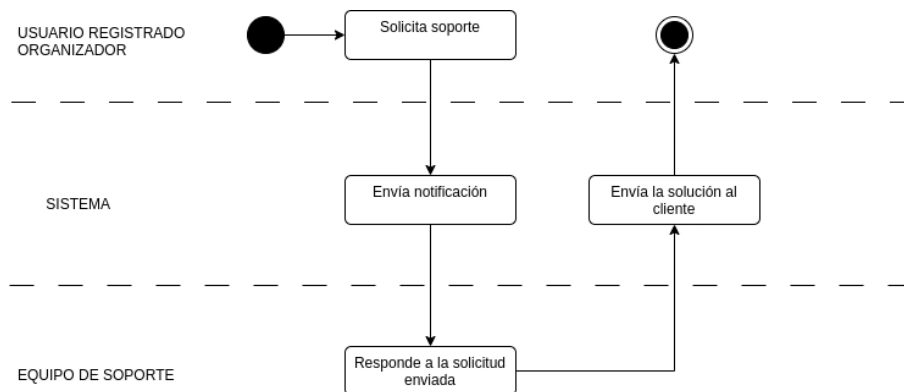 USUARIO REGISTRADO
ORGANIZADOR
Solicita soporte
SISTEMA
Envía notificación
Envía la solución al
cliente
EQUIPO DE SOPORTE
Responde a la solicitud
enviada